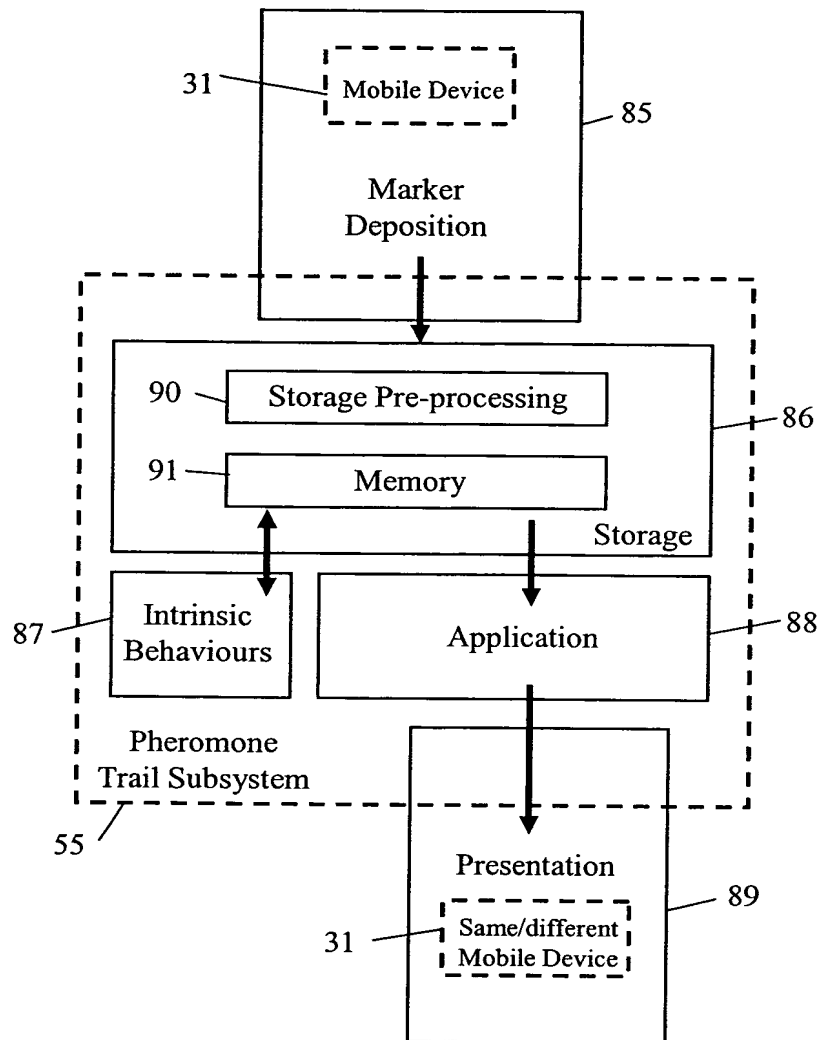 31
Mobile Device
85
Marker
Deposition
90
Storage Pre-processing
86
91
Memory
Storage
87
Intrinsic
Behaviours
Application
88
Pheromone
Trail Subsystem
55
Presentation
89
31
Same/different
Mobile Device